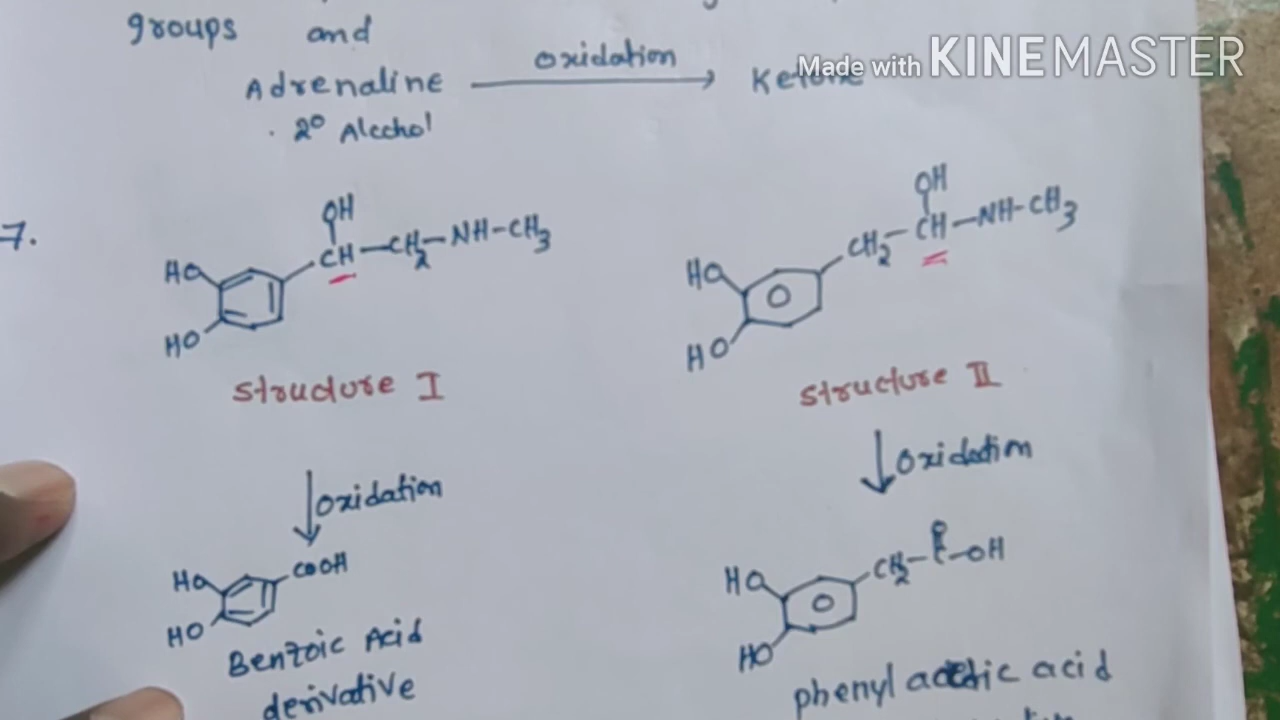 groups and
oxidation
Made with KINEMASTER
Adrenaline Ketone
2° Alcohol
7.
OH
HO CH-CH2-NH-CH3
HO
Structure I
OH
HO CH2-CH-NH-CH3
HO
Structure II
Oxidation
Oxidation
HO COOH
HO
Benzoic Acid
derivative
O
HO CH2-C-OH
HO
phenyl acetic acid